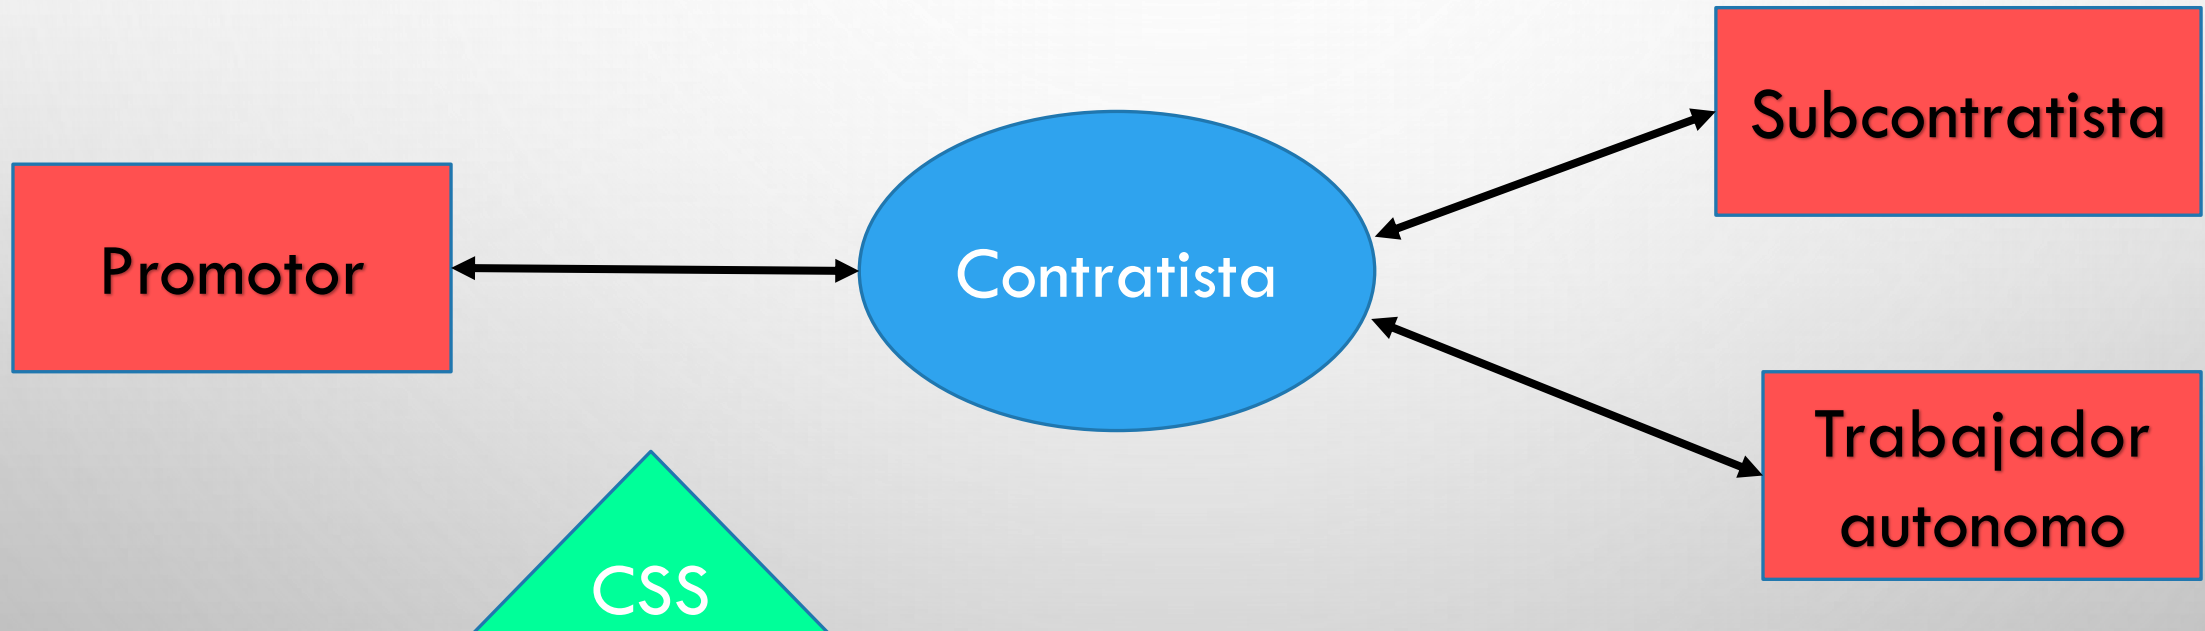 Subcontratista
Promotor
Contratista
Trabajador
autonomo
CSS